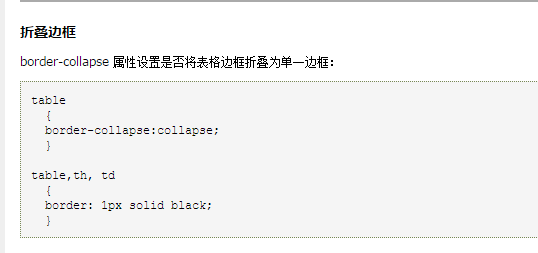 折叠边框
border-collapse 属性设置是否将表格边框折叠为单一边框：
table
  {
  border-collapse:collapse;
  }
table,th, td
  {
  border: 1px solid black;
  }